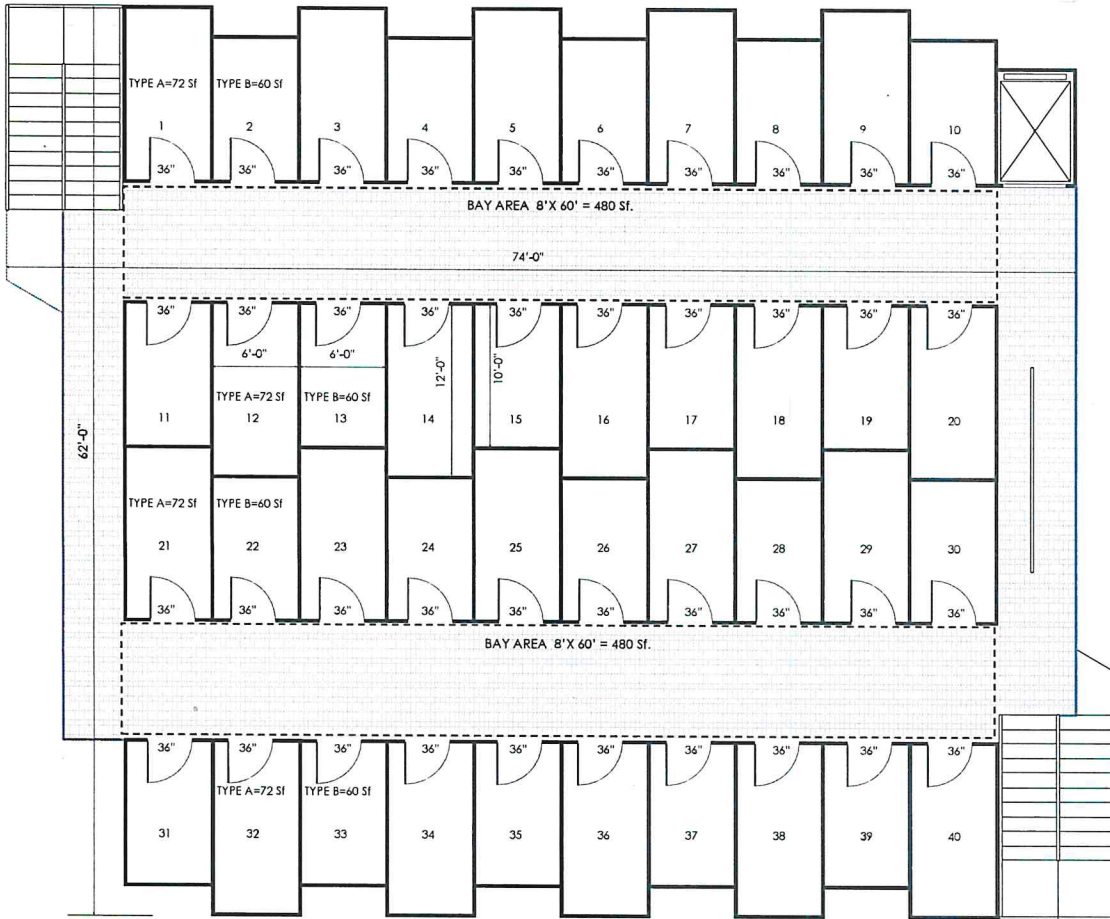 TYPE A=72 Sf TYPE B=60 Sf
1 2 3 4 5 6 7 8 9 10
36" 36" 36" 36" 36" 36" 36" 36" 36" 36"
BAY AREA 8'X 60' = 480 Sf.
74'-0"
36" 36" 36" 36" 36" 36" 36" 36" 36" 36"
6'-0" 6'-0"
12'-0" 10'-0"
TYPE A=72 Sf TYPE B=60 Sf
11 12 13 14 15 16 17 18 19 20
62'-0"
TYPE A=72 Sf TYPE B=60 Sf
21 22 23 24 25 26 27 28 29 30
36" 36" 36" 36" 36" 36" 36" 36" 36" 36"
BAY AREA 8'X 60' = 480 Sf.
36" 36" 36" 36" 36" 36" 36" 36" 36" 36"
TYPE A=72 Sf TYPE B=60 Sf
31 32 33 34 35 36 37 38 39 40